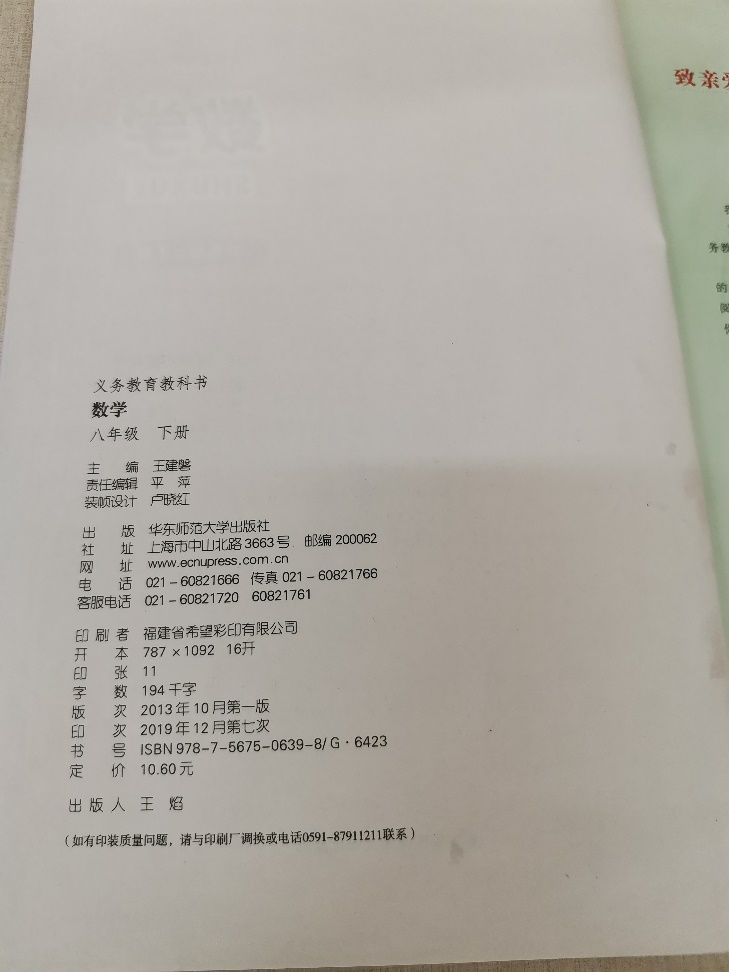 义务教育教科书
数学
八年级 下册
主 编 王建磐
责任编辑 平 萍
装帧设计 卢晓红
出 版 华东师范大学出版社
社 址 上海市中山北路3663号 邮编 200062
网 址 www.ecnupress.com.cn
电 话 021-60821666 传真 021-60821766
客服电话 021-60821720 60821761
印刷者 福建省希望彩印有限公司
开 本 787×1092 16开
印 张 11
字 数 194千字
版 次 2013年10月第一版
印 次 2019年12月第七次
书 号 ISBN 978-7-5675-0639-8/G·6423
定 价 10.60元
出版人 王 焰
(如有印装质量问题,请与印刷厂调换或电话0591-87911211联系)
致亲
务教
的
阅